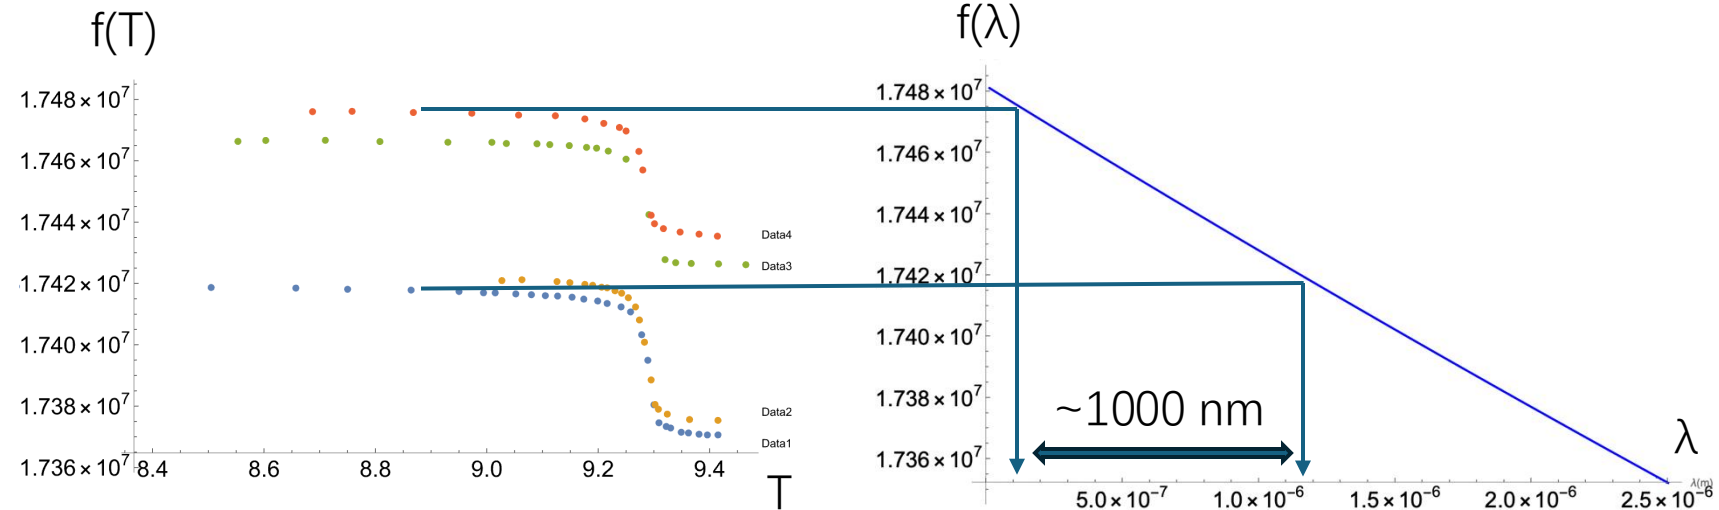 f(T)
1.748×10⁷
1.746×10⁷
1.744×10⁷
1.742×10⁷
1.740×10⁷
1.738×10⁷
1.736×10⁷
8.4 8.6 8.8 9.0 9.2 9.4
T
Data4
Data3
Data2
Data1
f(λ)
1.748×10⁷
1.746×10⁷
1.744×10⁷
1.742×10⁷
1.740×10⁷
1.738×10⁷
1.736×10⁷
~1000 nm
λ
λ(m)
5.0×10⁻⁷ 1.0×10⁻⁶ 1.5×10⁻⁶ 2.0×10⁻⁶ 2.5×10⁻⁶